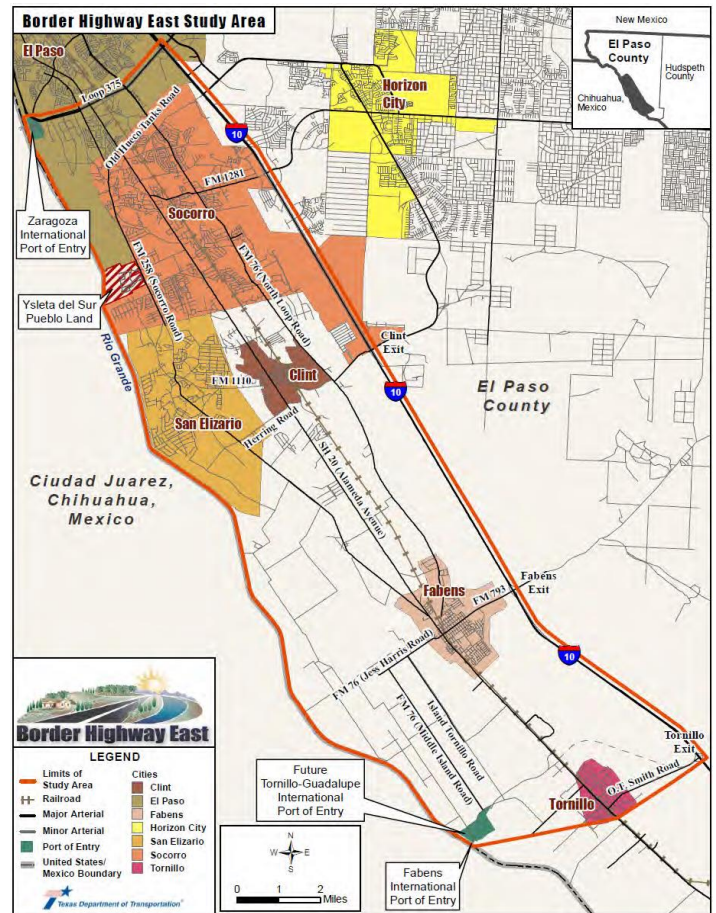 Border Highway East Study Area
New Mexico
El Paso
County
Hudspeth
County
Chihuahua,
Mexico
El Paso
Loop 375
Horizon
City
Old Hueco Tanks Road
10
FM 1281
Zaragoza
International
Port of Entry
Socorro
FM 258 (Socorro Road)
FM 76 (North Loop Road)
Ysleta del Sur
Pueblo Land
Rio Grande
Clint
Exit
Clint
FM 1110
10
El Paso
County
San Elizario
Herring Road
SH 20 (Alameda Avenue)
Ciudad Juarez,
Chihuahua,
Mexico
Fabens
Fabens
Exit
FM 793
FM 76 (Jess Harris Road)
10
Island Tornillo Road
FM 76 (Middle Island Road)
Tornillo
Exit
O.T. Smith Road
Tornillo
Future
Tornillo-Guadalupe
International
Port of Entry
Fabens
International
Port of Entry
Border Highway East
LEGEND
Limits of
Study Area
Railroad
Major Arterial
Minor Arterial
Port of Entry
United States/
Mexico Boundary
Cities
Clint
El Paso
Fabens
Horizon City
San Elizario
Socorro
Tornillo
Texas Department of Transportation®
N
W E
S
0 1 2
Miles